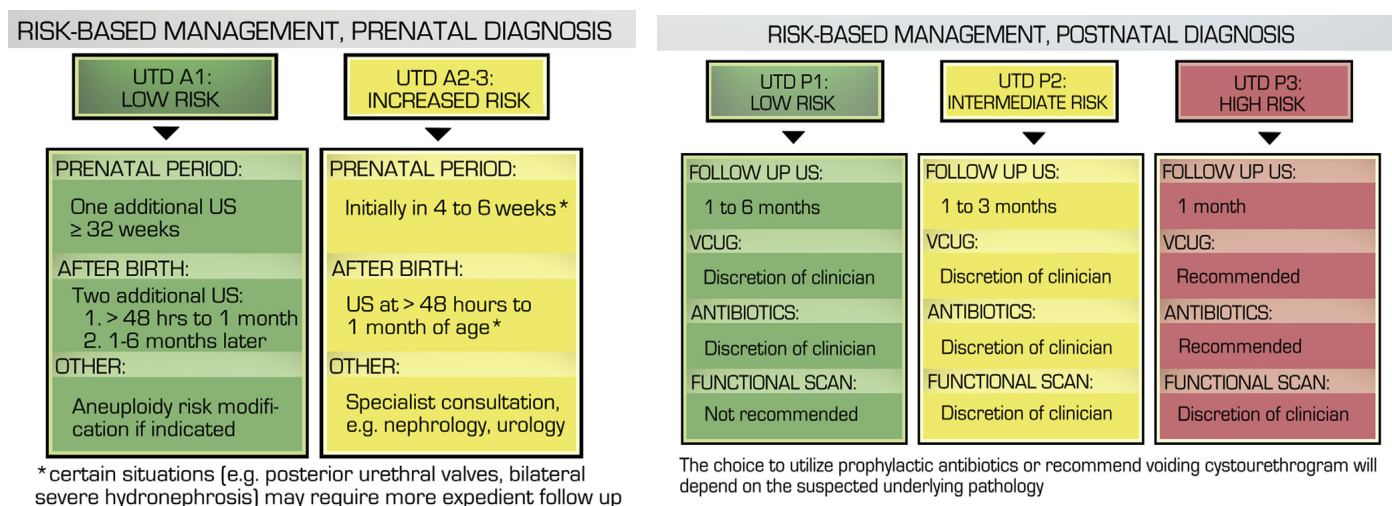 RISK-BASED MANAGEMENT, PRENATAL DIAGNOSIS
UTD A1:
LOW RISK
PRENATAL PERIOD:
One additional US
≥ 32 weeks
AFTER BIRTH:
Two additional US:
1. > 48 hrs to 1 month
2. 1-6 months later
OTHER:
Aneuploidy risk modifi-
cation if indicated
UTD A2-3:
INCREASED RISK
PRENATAL PERIOD:
Initially in 4 to 6 weeks*
AFTER BIRTH:
US at > 48 hours to
1 month of age*
OTHER:
Specialist consultation,
e.g. nephrology, urology
*certain situations (e.g. posterior urethral valves, bilateral
severe hydronephrosis) may require more expedient follow up
RISK-BASED MANAGEMENT, POSTNATAL DIAGNOSIS
UTD P1:
LOW RISK
FOLLOW UP US:
1 to 6 months
VCUG:
Discretion of clinician
ANTIBIOTICS:
Discretion of clinician
FUNCTIONAL SCAN:
Not recommended
UTD P2:
INTERMEDIATE RISK
FOLLOW UP US:
1 to 3 months
VCUG:
Discretion of clinician
ANTIBIOTICS:
Discretion of clinician
FUNCTIONAL SCAN:
Discretion of clinician
UTD P3:
HIGH RISK
FOLLOW UP US:
1 month
VCUG:
Recommended
ANTIBIOTICS:
Recommended
FUNCTIONAL SCAN:
Discretion of clinician
The choice to utilize prophylactic antibiotics or recommend voiding cystourethrogram will
depend on the suspected underlying pathology